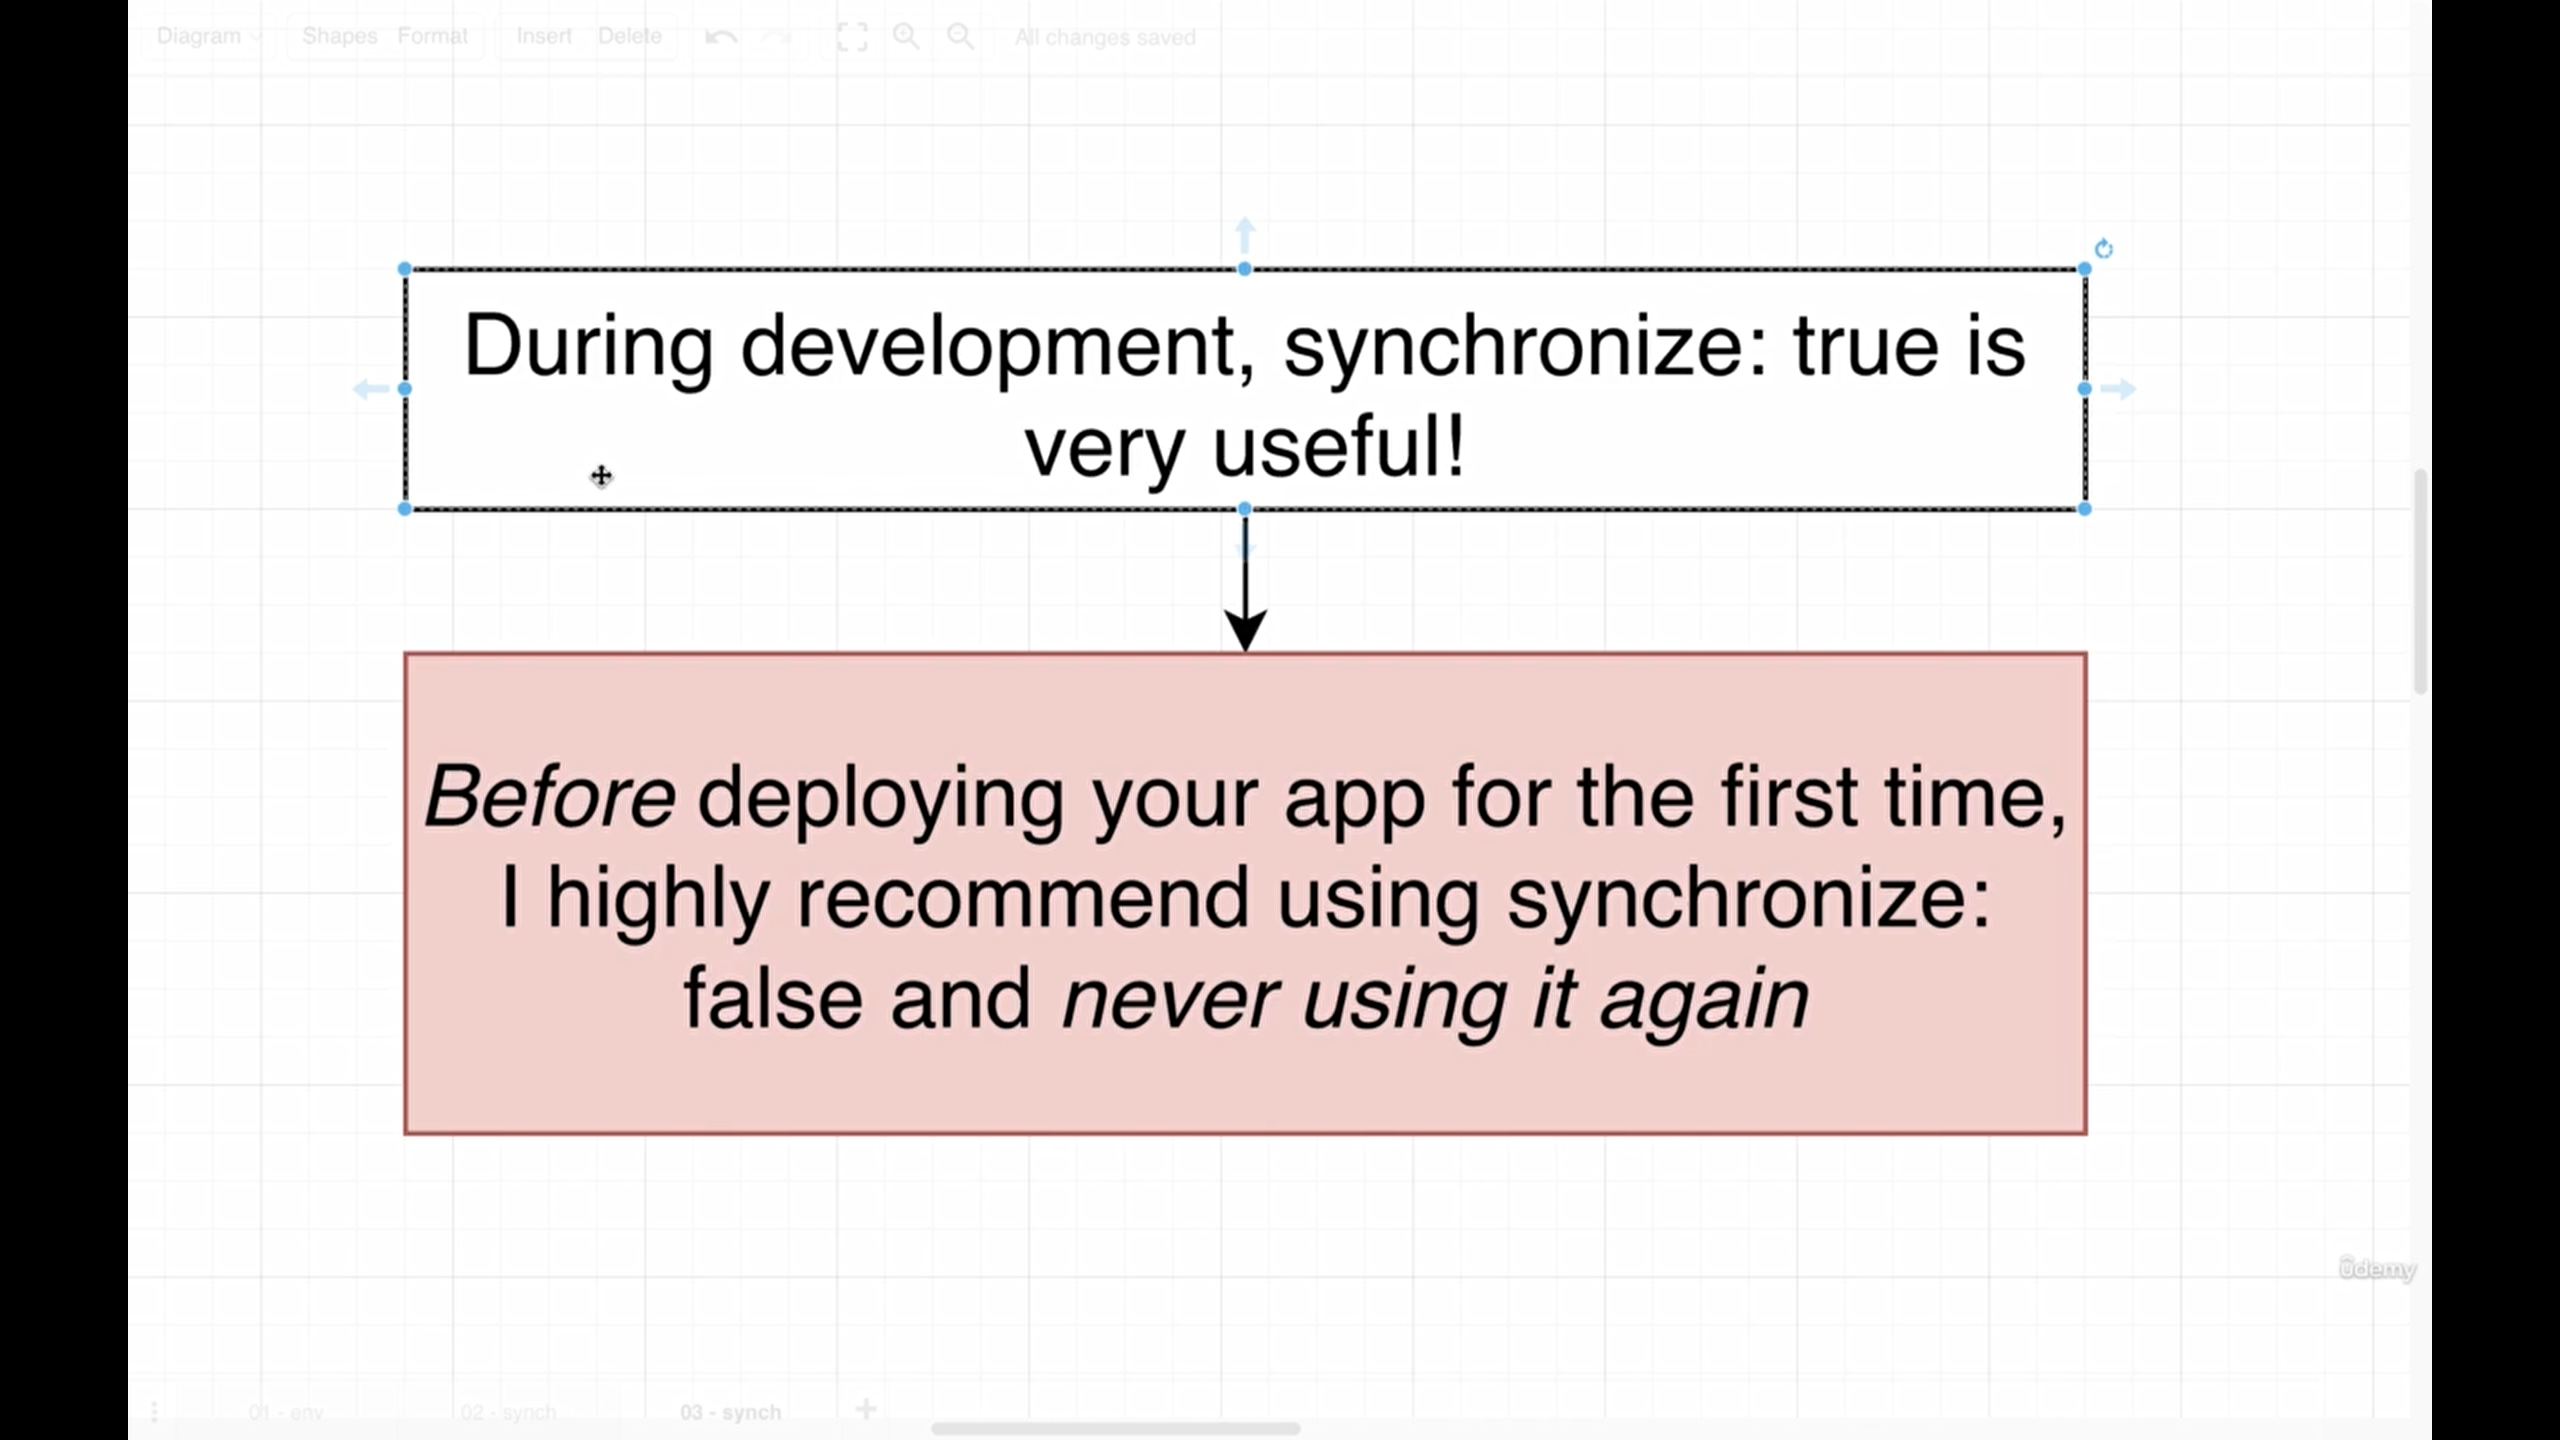 Diagram Shapes Format Insert Delete All changes saved
During development, synchronize: true is
very useful!
Before deploying your app for the first time,
I highly recommend using synchronize:
false and never using it again
ûdemy
01 - env 02 - synch 03 - synch